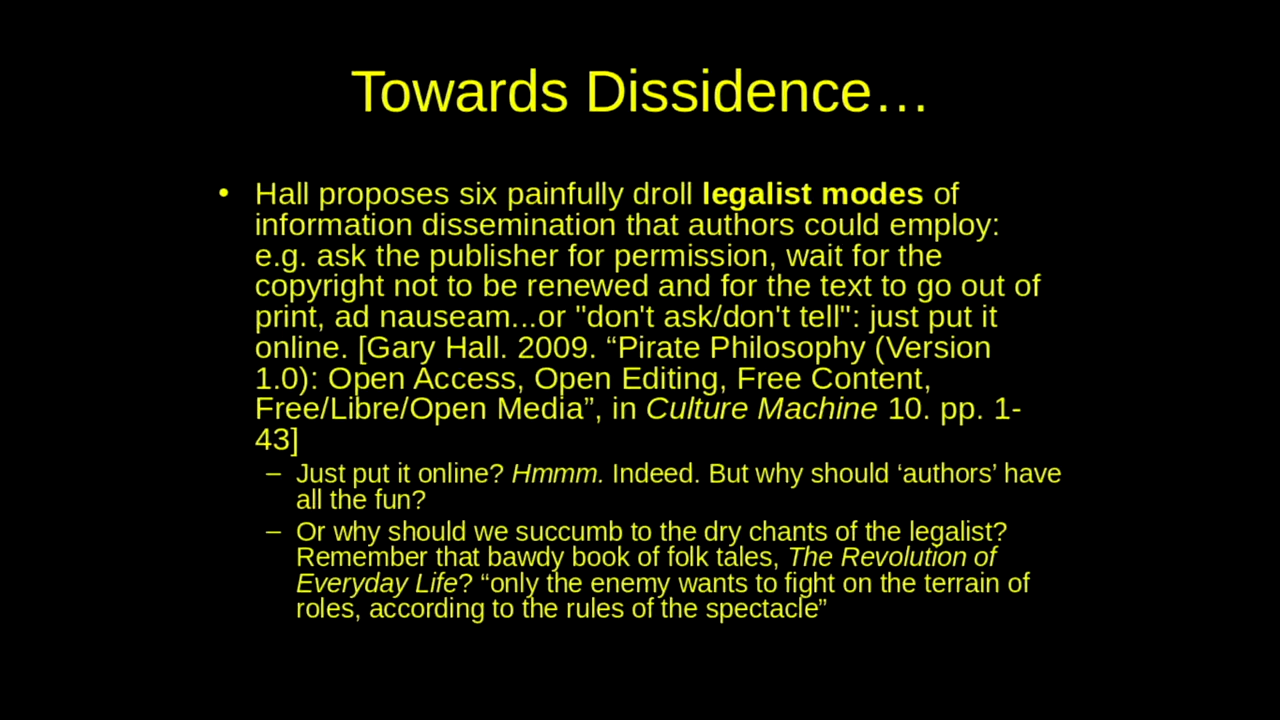 Towards Dissidence…
• Hall proposes six painfully droll legalist modes of
information dissemination that authors could employ:
e.g. ask the publisher for permission, wait for the
copyright not to be renewed and for the text to go out of
print, ad nauseam...or "don't ask/don't tell": just put it
online. [Gary Hall. 2009. “Pirate Philosophy (Version
1.0): Open Access, Open Editing, Free Content,
Free/Libre/Open Media”, in Culture Machine 10. pp. 1-
43]
– Just put it online? Hmmm. Indeed. But why should ‘authors’ have
all the fun?
– Or why should we succumb to the dry chants of the legalist?
Remember that bawdy book of folk tales, The Revolution of
Everyday Life? “only the enemy wants to fight on the terrain of
roles, according to the rules of the spectacle”